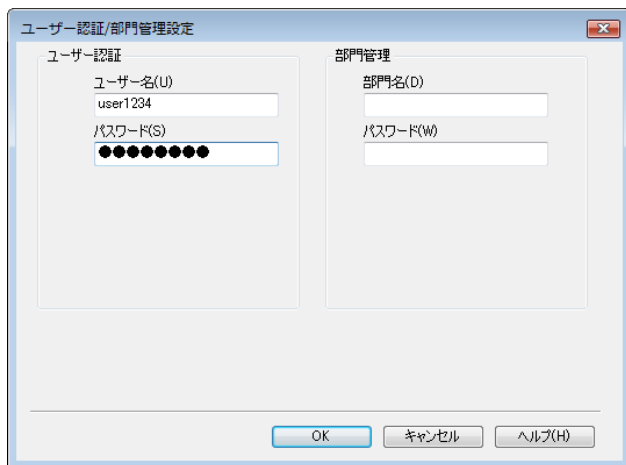 ユーザー認証/部門管理設定
ユーザー認証
ユーザー名(U)
user1234
パスワード(S)
●●●●●●●●
部門管理
部門名(D)
パスワード(W)
OK
キャンセル
ヘルプ(H)